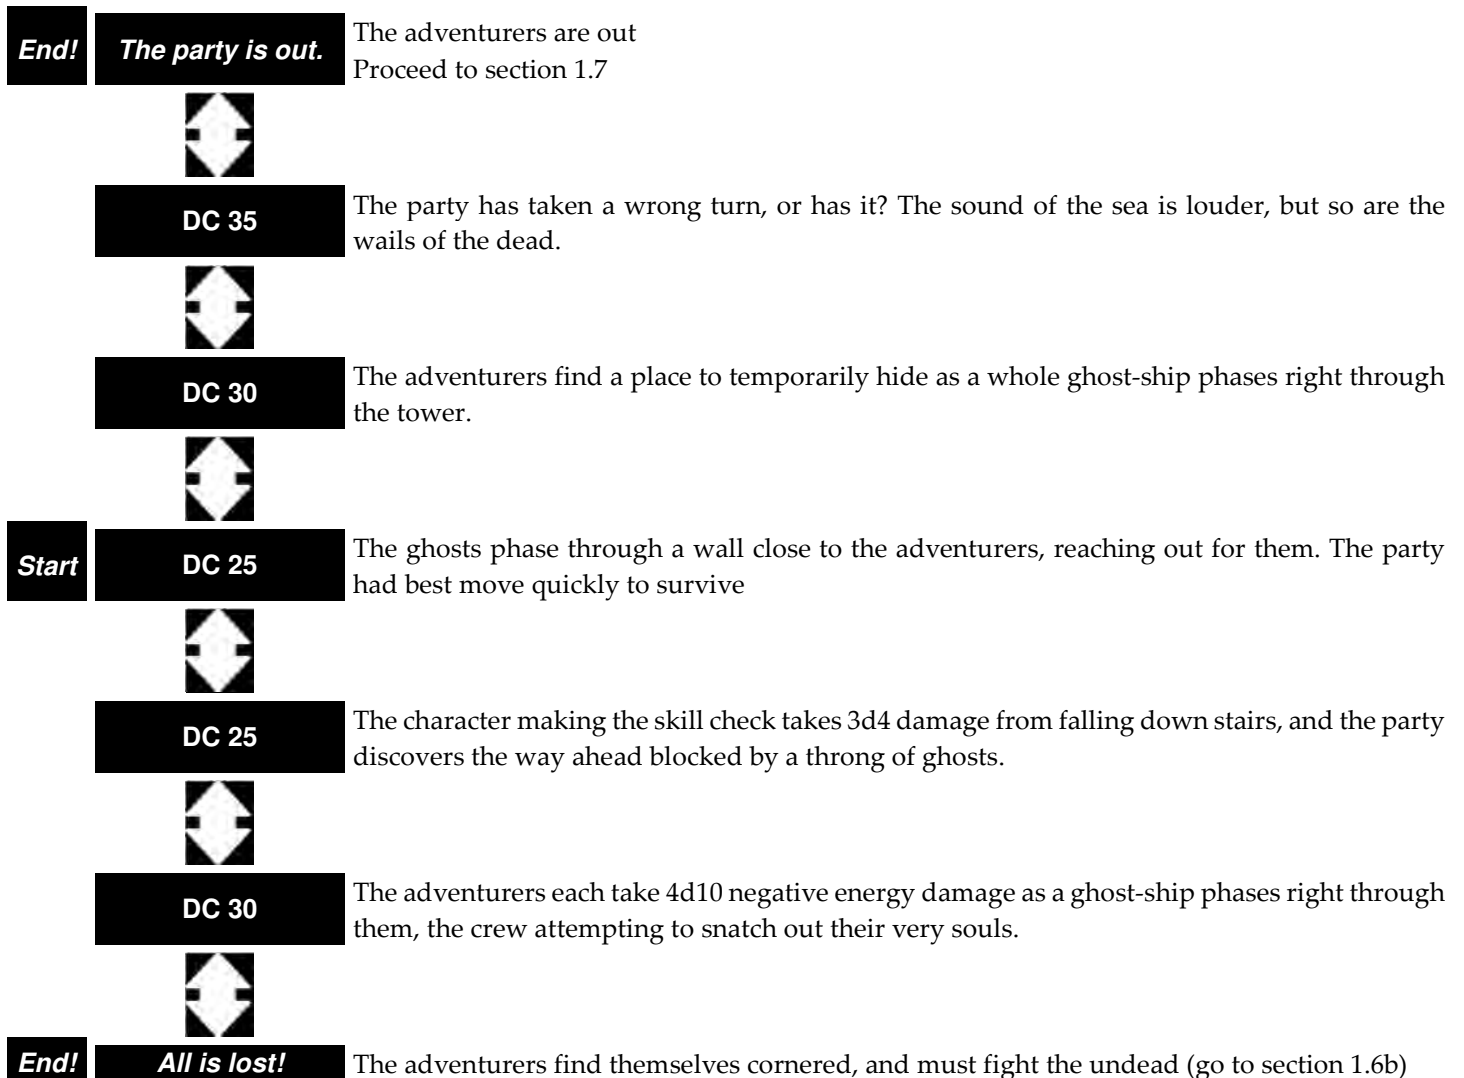 End! The party is out. The adventurers are out
Proceed to section 1.7
DC 35 The party has taken a wrong turn, or has it? The sound of the sea is louder, but so are the
wails of the dead.
DC 30 The adventurers find a place to temporarily hide as a whole ghost-ship phases right through
the tower.
Start DC 25 The ghosts phase through a wall close to the adventurers, reaching out for them. The party
had best move quickly to survive
DC 25 The character making the skill check takes 3d4 damage from falling down stairs, and the party
discovers the way ahead blocked by a throng of ghosts.
DC 30 The adventurers each take 4d10 negative energy damage as a ghost-ship phases right through
them, the crew attempting to snatch out their very souls.
End! All is lost! The adventurers find themselves cornered, and must fight the undead (go to section 1.6b)